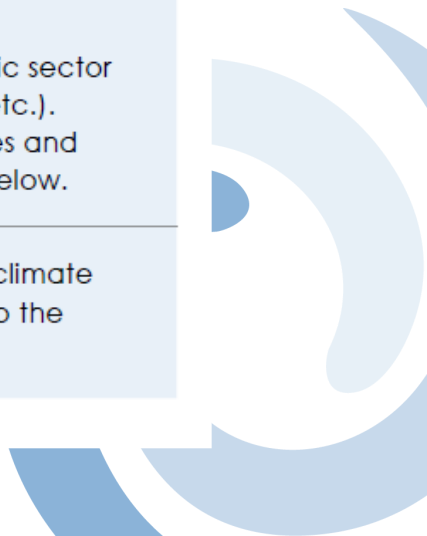 ic sector
tc.).
es and
elow.
climate
o the